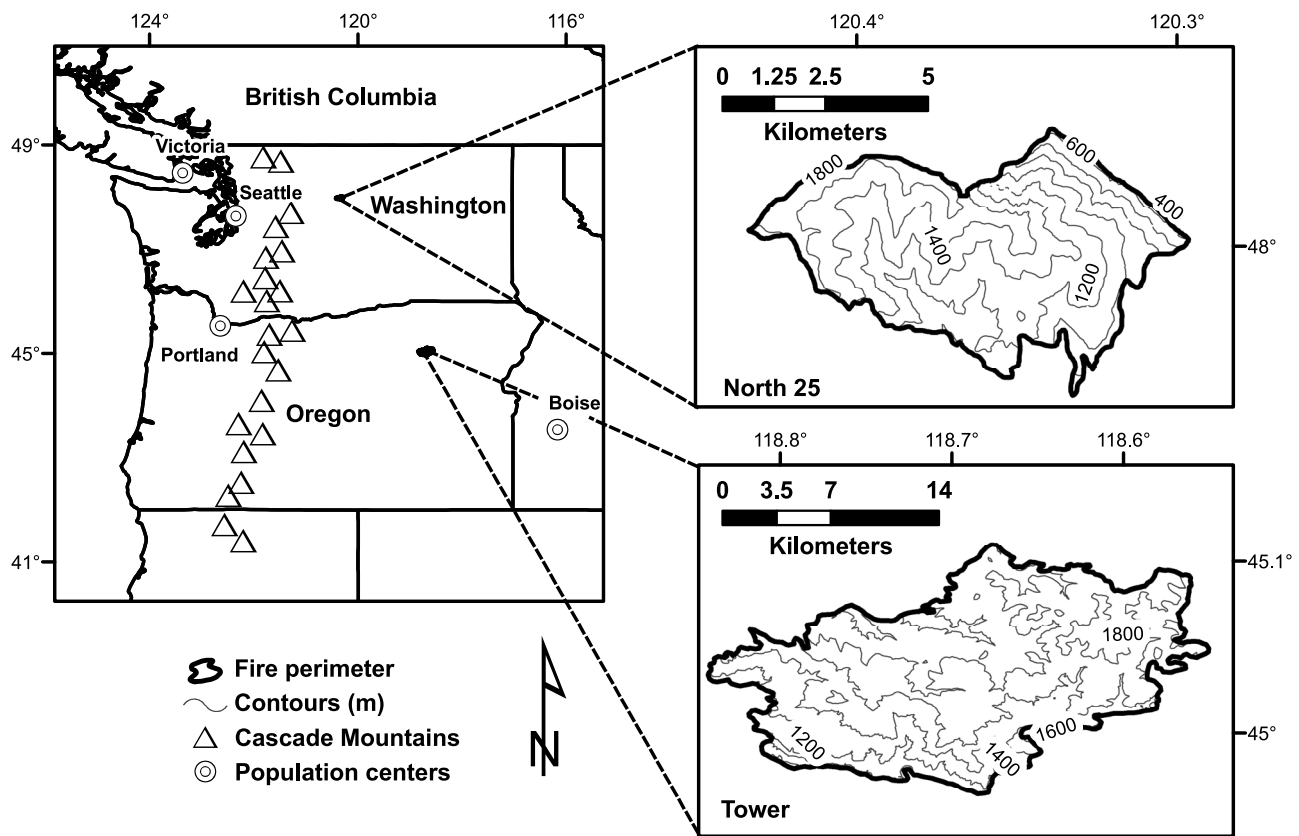 124°
120°
116°
British Columbia
49°
Victoria
Seattle
Washington
Portland
45°
Oregon
Boise
41°
Fire perimeter
Contours (m)
Cascade Mountains
Population centers
N
120.4°
120.3°
0 1.25 2.5 5
Kilometers
1800
600
400
1400
1200
48°
North 25
118.8°
118.7°
118.6°
0 3.5 7 14
Kilometers
45.1°
1800
1600
1200
1400
45°
Tower